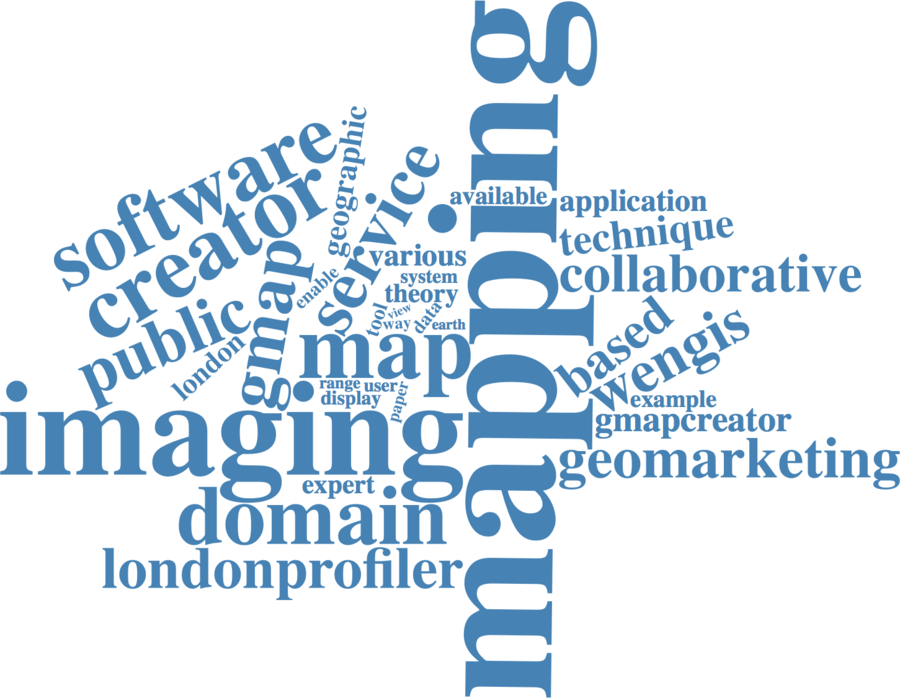 mapping
software
creator
geographic
service
available
application
technique
collaborative
various
system
theory
enable
gmap
public
london
tool
view
way
data
earth
map
based
wengis
range
user
display
paper
example
gmapcreator
imaging
geomarketing
expert
domain
londonprofiler